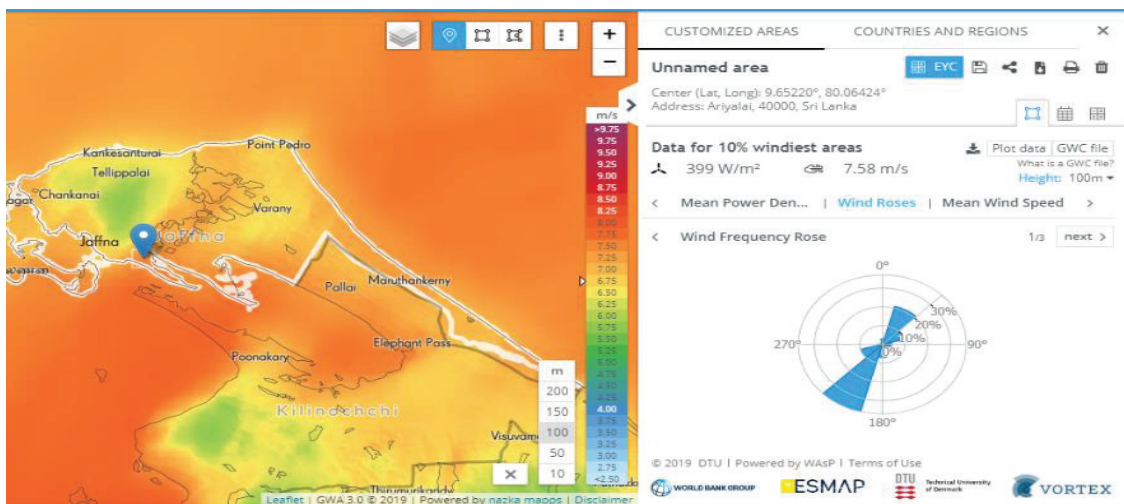 CUSTOMIZED AREAS COUNTRIES AND REGIONS ×
Unnamed area EYC
Center (Lat, Long): 9.65220°, 80.06424°
Address: Ariyalai, 40000, Sri Lanka
Data for 10% windiest areas Plot data GWC file
What is a GWC file?
399 W/m² 7.58 m/s
Height: 100m
< Mean Power Den... | Wind Roses | Mean Wind Speed >
< Wind Frequency Rose 1/3 next >
0°
30%
20%
10%
0%
270°
90°
180°
© 2019 DTU | Powered by WAsP | Terms of Use
WORLD BANK GROUP
ESMAP
DTU
Technical University
of Denmark
VORTEX
+
−
Point Pedro
Kankesanturai
Tellippalai
Chankanai
Varany
Jaffna
Jaffna
Maruthankerny
Pallai
Elephant Pass
Poonakary
Kilinochchi
Visuvam
Thirumurikaddy
m/s
>9.75
9.75
9.50
9.25
9.00
8.75
8.50
8.25
8.00
7.75
7.50
7.25
7.00
6.75
6.50
6.25
6.00
5.75
5.50
5.25
5.00
4.75
4.50
4.25
4.00
3.75
3.50
3.25
3.00
2.75
<2.50
m
200
150
100
50
10
×
Leaflet | GWA 3.0 © 2019 | Powered by nazka mapps | Disclaimer